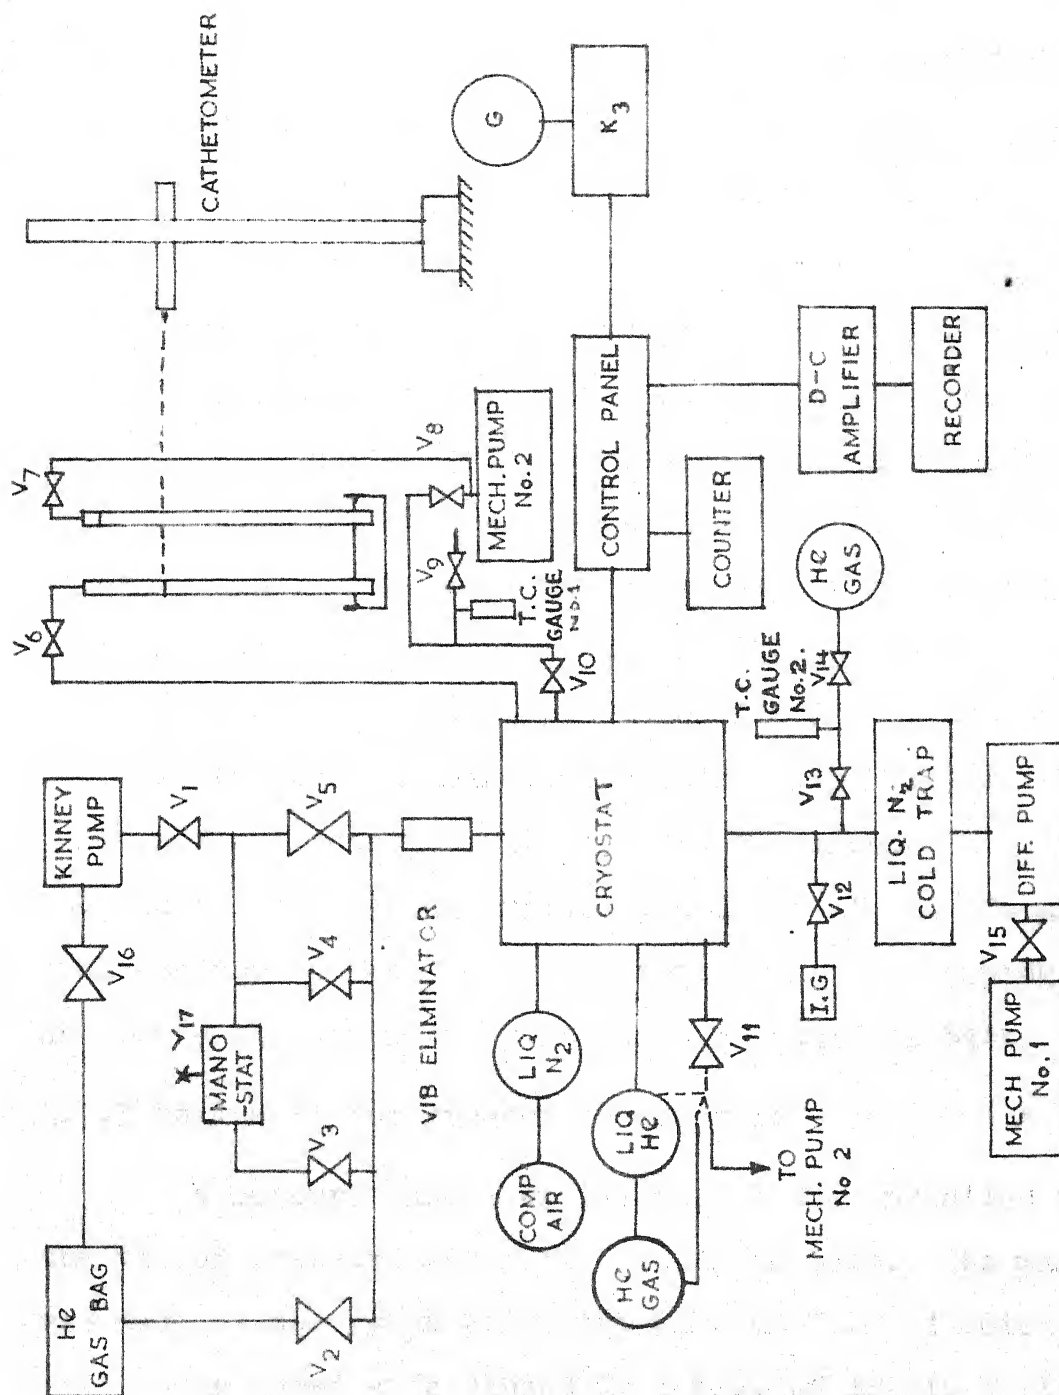 He
GAS BAG
V2
V16
KINNEY
PUMP
V1
V17
MANO
-STAT
V3
V4
V5
VIB ELIMINATOR
V6
V7
CATHETOMETER
V8
V9
MECH. PUMP
No. 2
T.C.
GAUGE
No.1
V10
G
K3
COMP
AIR
LIQ
N2
CRYOSTAT
CONTROL PANEL
He
GAS
LIQ
He
V11
TO
MECH. PUMP
No 2
COUNTER
D-C
AMPLIFIER
RECORDER
I.G
V12
V13
T.C.
GAUGE
No.2.
V14
He
GAS
LIQ. N2
COLD TRAP
MECH PUMP
No.1
V15
DIFF. PUMP